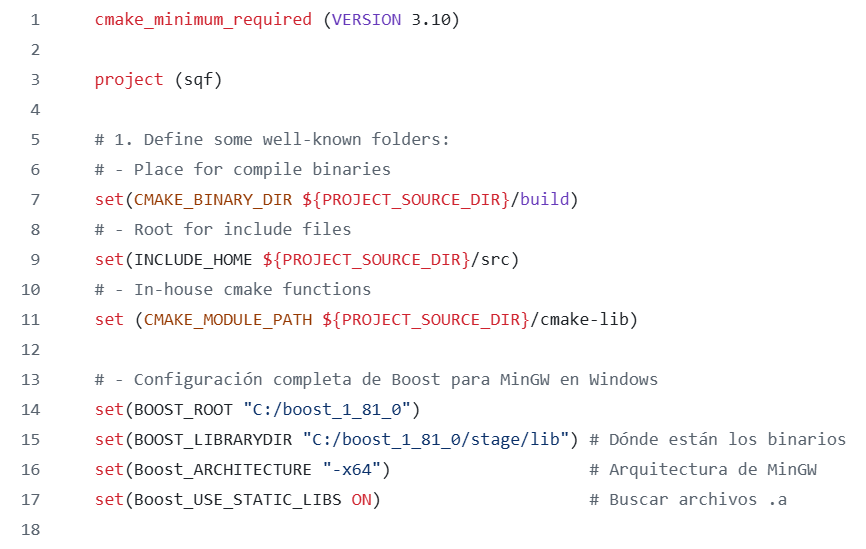 1 cmake_minimum_required (VERSION 3.10)
2
3 project (sqf)
4
5 # 1. Define some well-known folders:
6 # - Place for compile binaries
7 set(CMAKE_BINARY_DIR ${PROJECT_SOURCE_DIR}/build)
8 # - Root for include files
9 set(INCLUDE_HOME ${PROJECT_SOURCE_DIR}/src)
10 # - In-house cmake functions
11 set (CMAKE_MODULE_PATH ${PROJECT_SOURCE_DIR}/cmake-lib)
12
13 # - Configuración completa de Boost para MinGW en Windows
14 set(BOOST_ROOT "C:/boost_1_81_0")
15 set(BOOST_LIBRARYDIR "C:/boost_1_81_0/stage/lib") # Dónde están los binarios
16 set(Boost_ARCHITECTURE "-x64") # Arquitectura de MinGW
17 set(Boost_USE_STATIC_LIBS ON) # Buscar archivos .a
18